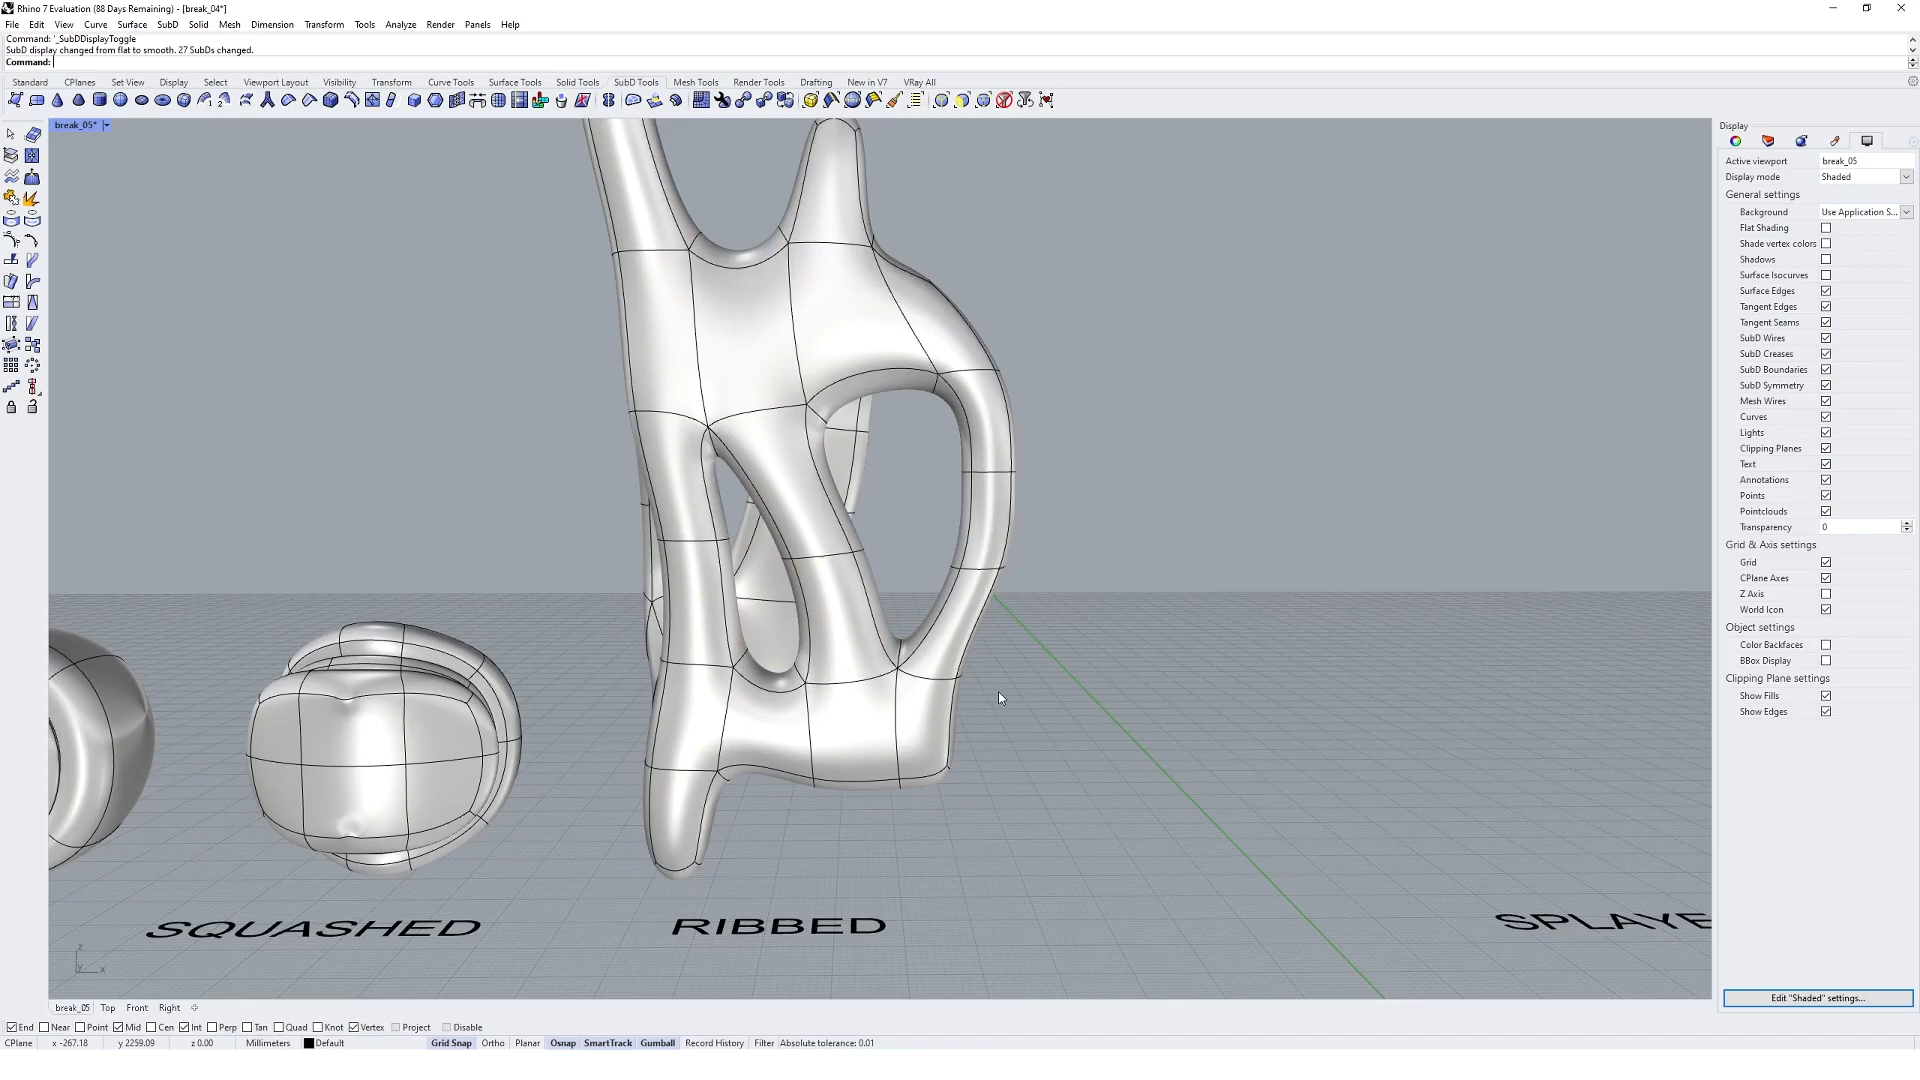 Rhino 7 Evaluation (88 Days Remaining) - [break_04*]
File Edit View Curve Surface SubD Solid Mesh Dimension Transform Tools Analyze Render Panels Help
Command: '_SubDDisplayToggle
SubD display changed from flat to smooth. 27 SubDs changed.
Command:
Standard CPlanes Set View Display Select Viewport Layout Visibility Transform Curve Tools Surface Tools Solid Tools SubD Tools Mesh Tools Render Tools Drafting New in V7 VRay All
break_05*
Display
Active viewport break_05
Display mode Shaded
General settings
Background Use Application S...
Flat Shading
Shade vertex colors
Shadows
Surface Isocurves
Surface Edges
Tangent Edges
Tangent Seams
SubD Wires
SubD Creases
SubD Boundaries
SubD Symmetry
Mesh Wires
Curves
Lights
Clipping Planes
Text
Annotations
Points
Pointclouds
Transparency 0
Grid & Axis settings
Grid
CPlane Axes
Z Axis
World Icon
Object settings
Color Backfaces
BBox Display
Clipping Plane settings
Show Fills
Show Edges
SQUASHED RIBBED SPLAYE
z
y x
Edit "Shaded" settings...
break_05 Top Front Right
End Near Point Mid Cen Int Perp Tan Quad Knot Vertex Project Disable
CPlane x -267.18 y 2259.09 z 0.00 Millimeters Default Grid Snap Ortho Planar Osnap SmartTrack Gumball Record History Filter Absolute tolerance: 0.01